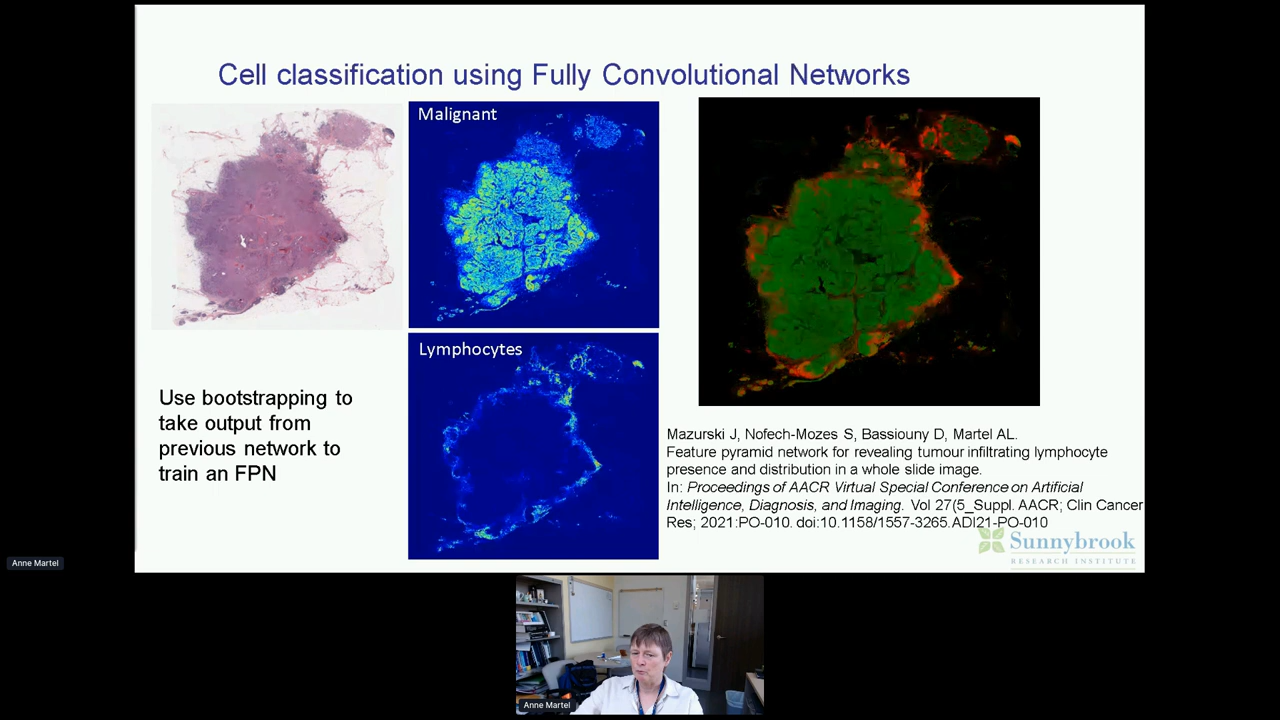 Cell classification using Fully Convolutional Networks
Malignant
Lymphocytes
Use bootstrapping to
take output from
previous network to
train an FPN
Mazurski J, Nofech-Mozes S, Bassiouny D, Martel AL.
Feature pyramid network for revealing tumour infiltrating lymphocyte
presence and distribution in a whole slide image.
In: Proceedings of AACR Virtual Special Conference on Artificial
Intelligence, Diagnosis, and Imaging. Vol 27(5_Suppl. AACR; Clin Cancer
Res; 2021:PO-010. doi:10.1158/1557-3265.ADI21-PO-010
Sunnybrook
RESEARCH INSTITUTE
Anne Martel
Anne Martel